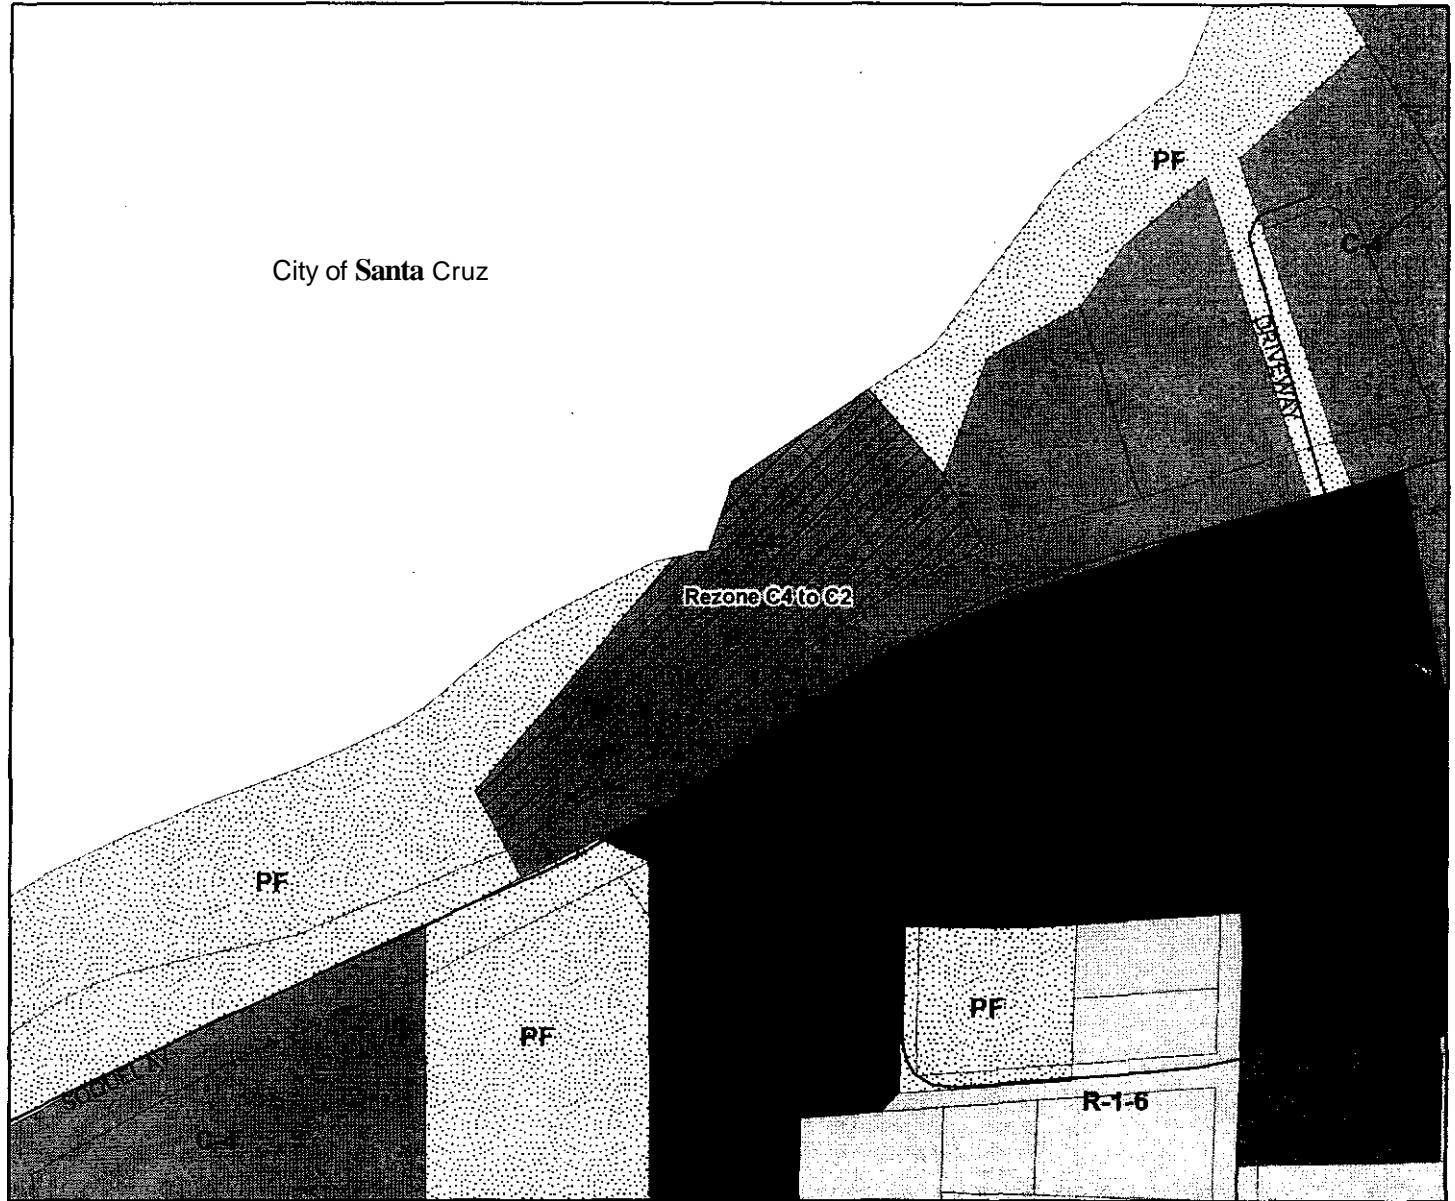 PF
City of Santa Cruz
C-4
DRIVEWAY
Rezone C4 to C2
PF
PF
PF
R-1-6